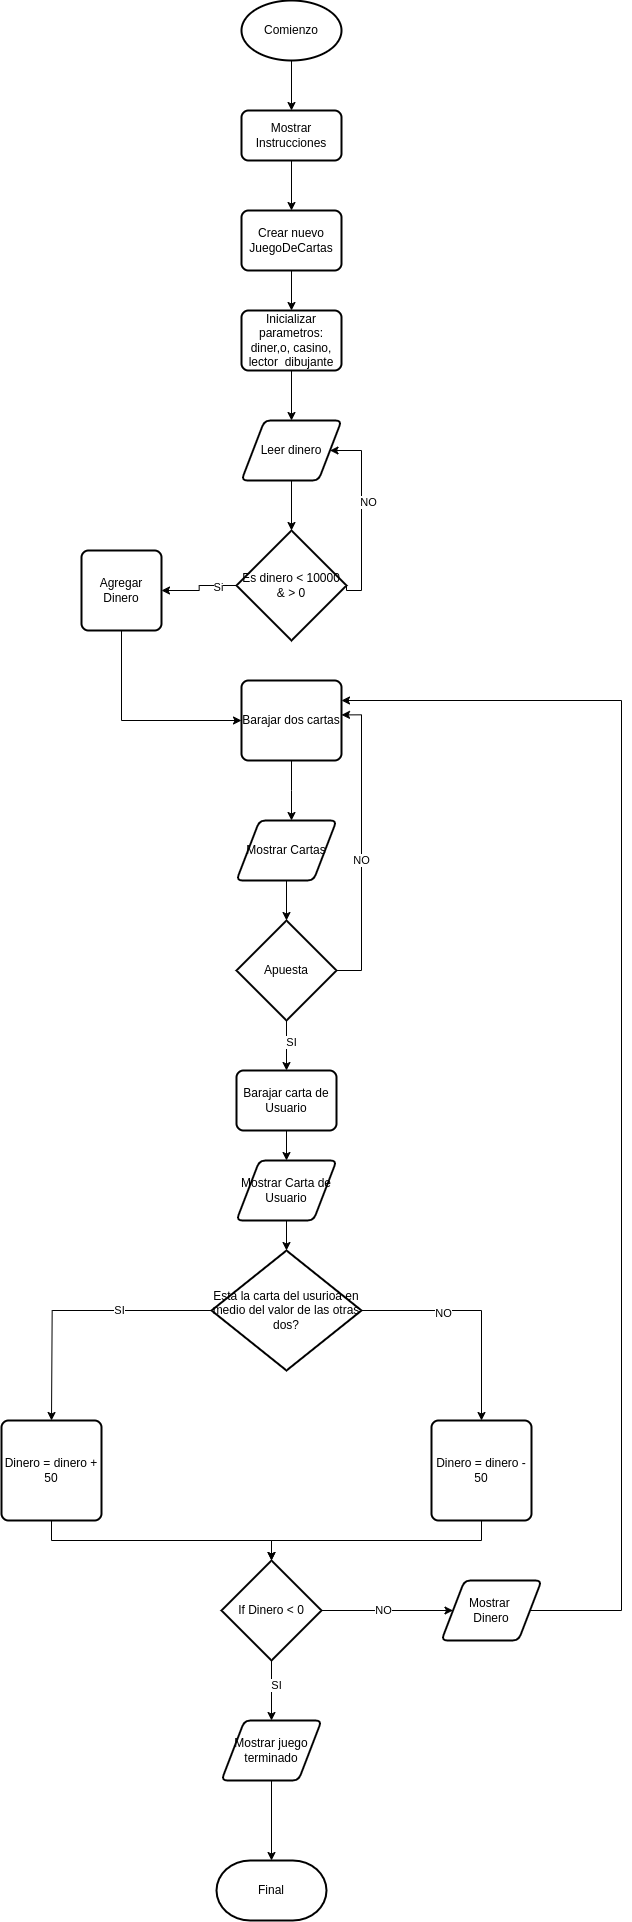 Comienzo
Mostrar
Instrucciones
Crear nuevo
JuegoDeCartas
Inicializar
parametros:
diner,o, casino,
lector dibujante
Leer dinero
NO
Es dinero < 10000
& > 0
Si
Agregar
Dinero
Barajar dos cartas
Mostrar Cartas
NO
Apuesta
SI
Barajar carta de
Usuario
Mostrar Carta de
Usuario
Esta la carta del usurioa en
medio del valor de las otras
dos?
SI
NO
Dinero = dinero +
50
Dinero = dinero -
50
If Dinero < 0
NO
Mostrar
Dinero
SI
Mostrar juego
terminado
Final